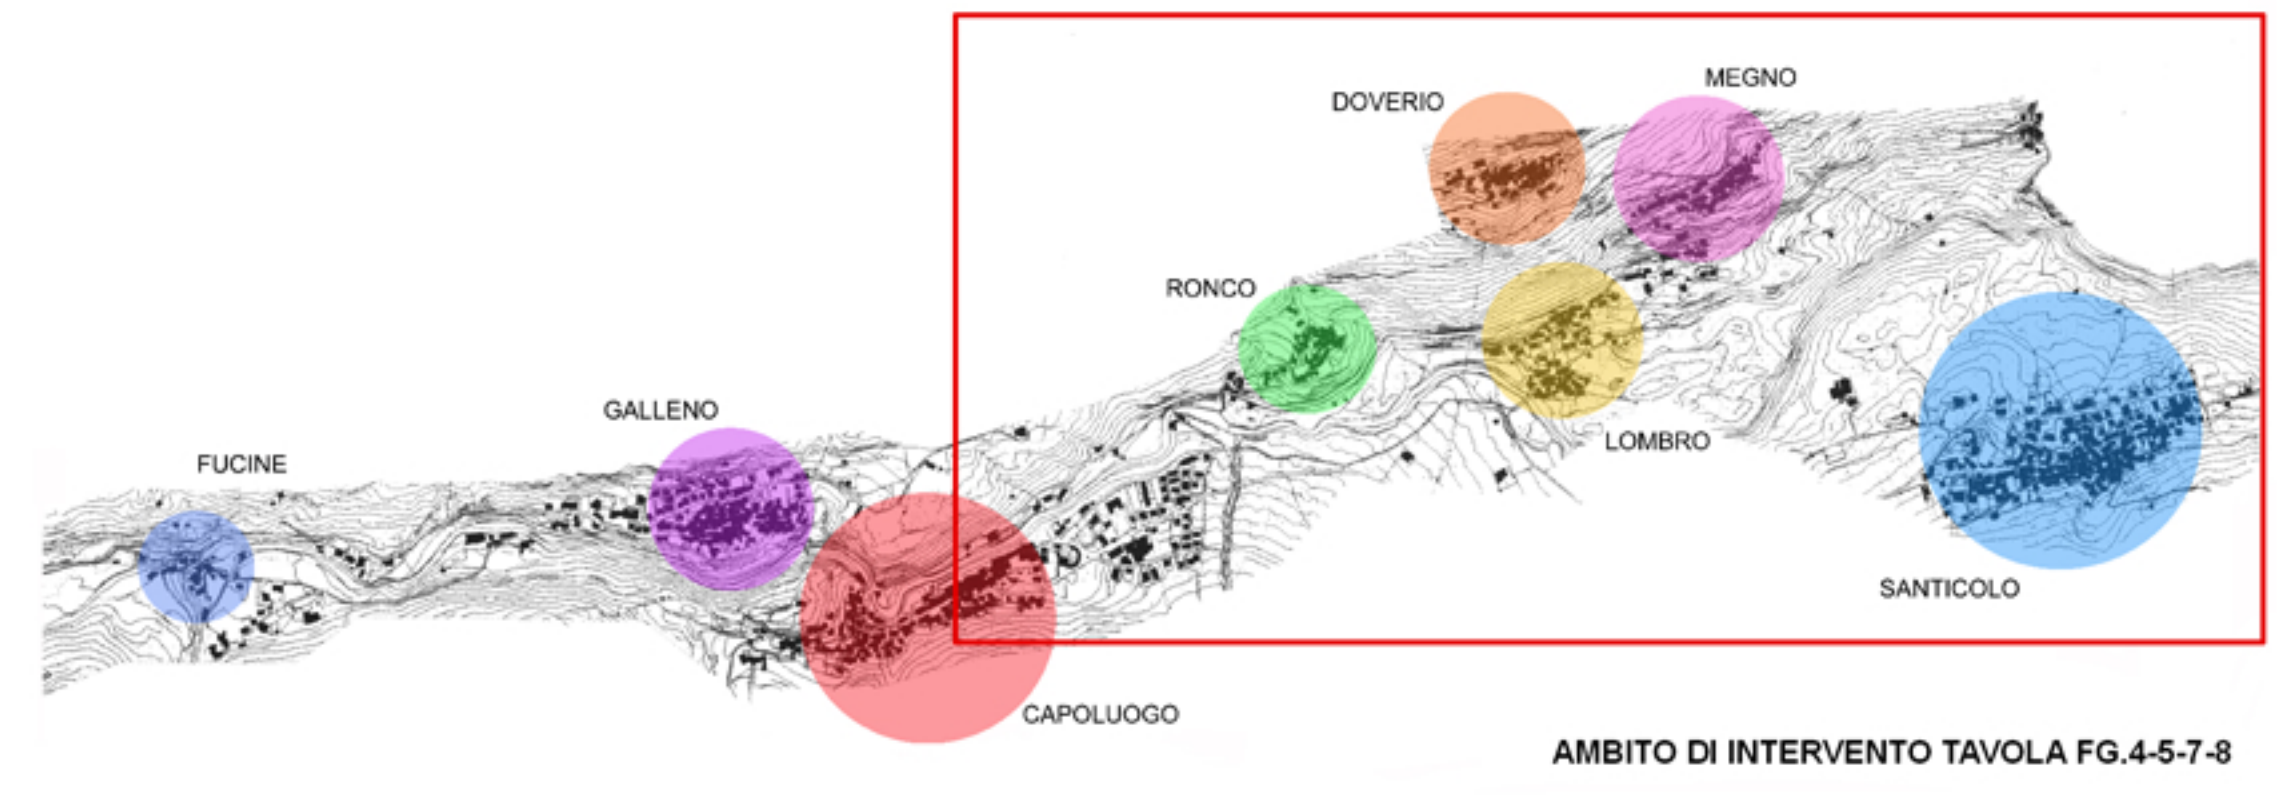 MEGNO
DOVERIO
RONCO
GALLENO
LOMBRO
FUCINE
SANTICOLO
CAPOLUOGO
AMBITO DI INTERVENTO TAVOLA FG.4-5-7-8